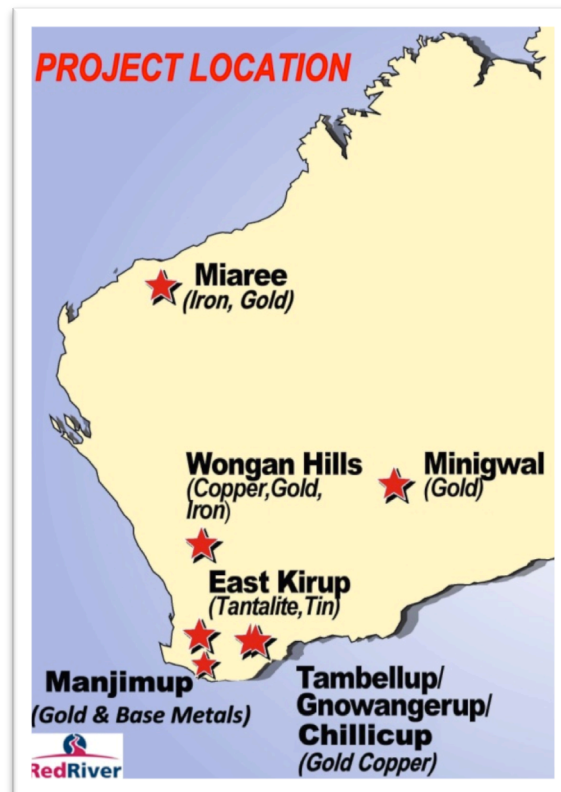 PROJECT LOCATION
Miaree
(Iron, Gold)
Wongan Hills
(Copper,Gold,
Iron)
Minigwal
(Gold)
East Kirup
(Tantalite,Tin)
Manjimup
(Gold & Base Metals)
Tambellup/
Gnowangerup/
Chillicup
(Gold Copper)
RedRiver